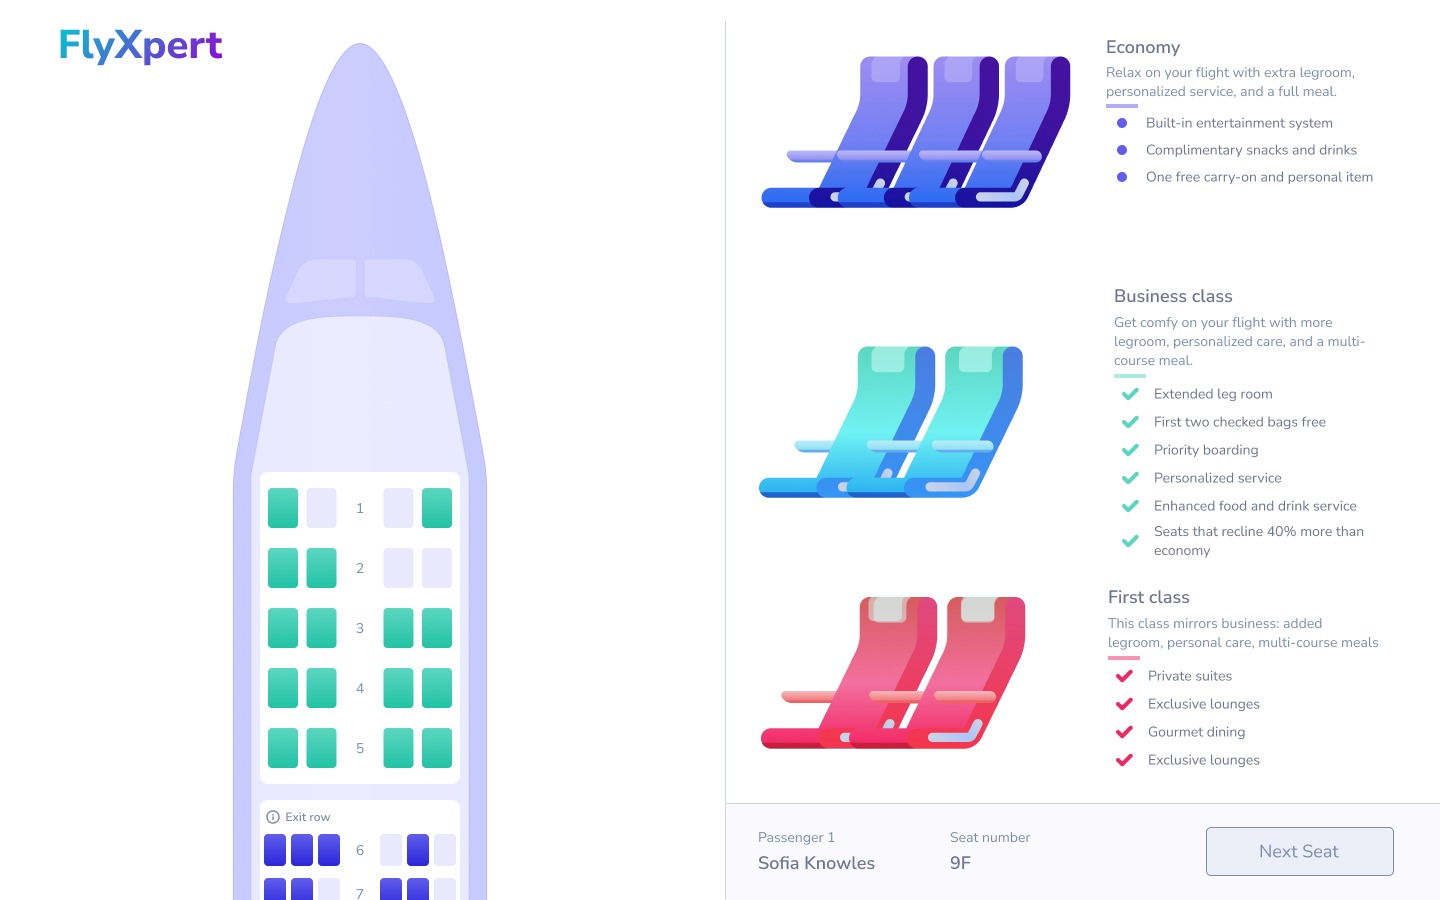 FlyXpert
1
2
3
4
5
Exit row
6
7
Economy
Relax on your flight with extra legroom,
personalized service, and a full meal.
Built-in entertainment system
Complimentary snacks and drinks
One free carry-on and personal item
Business class
Get comfy on your flight with more
legroom, personalized care, and a multi-
course meal.
Extended leg room
First two checked bags free
Priority boarding
Personalized service
Enhanced food and drink service
Seats that recline 40% more than
economy
First class
This class mirrors business: added
legroom, personal care, multi-course meals
Private suites
Exclusive lounges
Gourmet dining
Exclusive lounges
Passenger 1
Sofia Knowles
Seat number
9F
Next Seat